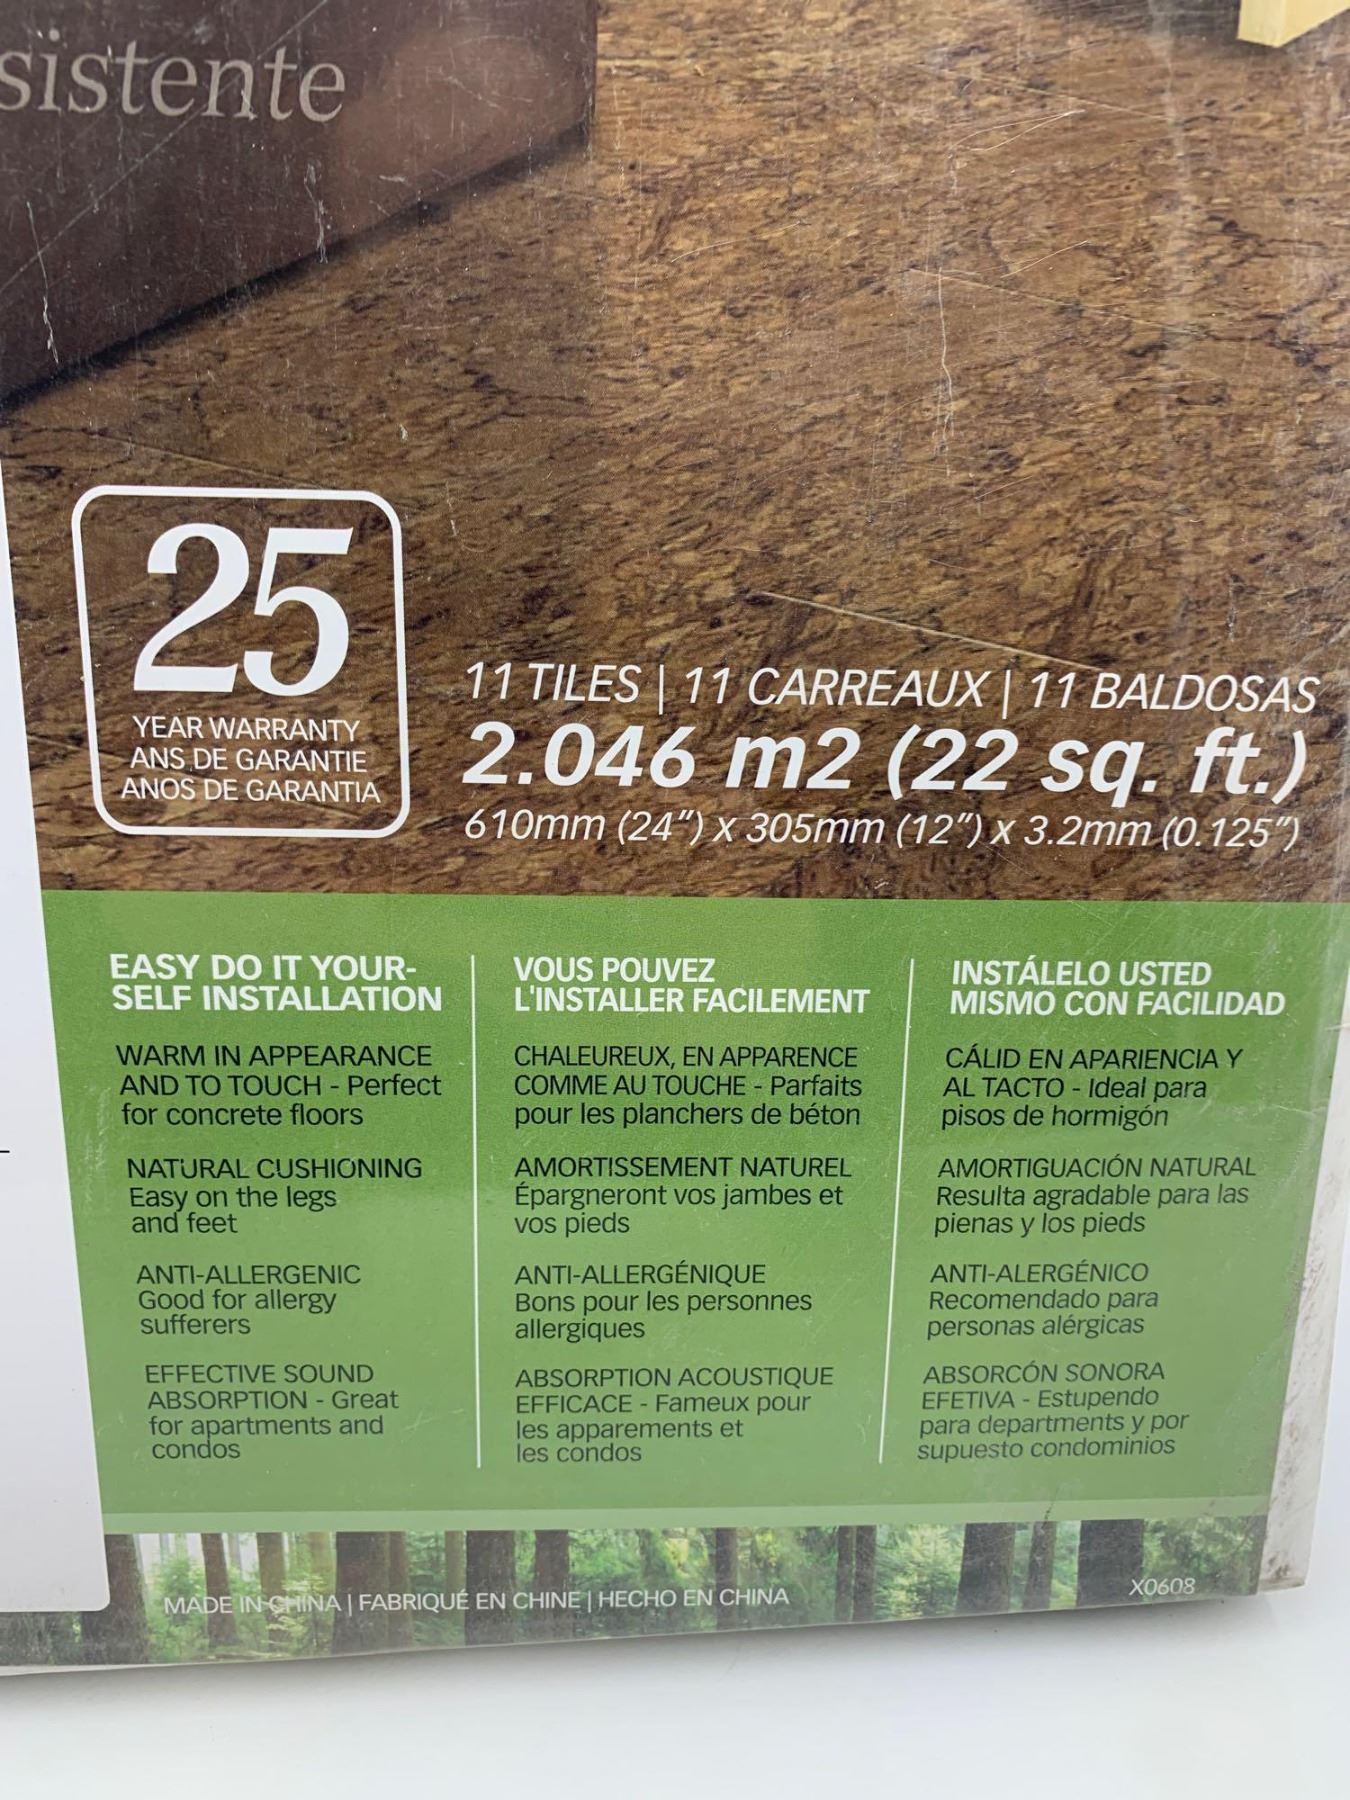 sistente
25
YEAR WARRANTY
ANS DE GARANTIE
ANOS DE GARANTIA
11 TILES | 11 CARREAUX | 11 BALDOSAS
2.046 m2 (22 sq. ft.)
610mm (24") x 305mm (12") x 3.2mm (0.125")
EASY DO IT YOUR-
SELF INSTALLATION
WARM IN APPEARANCE
AND TO TOUCH - Perfect
for concrete floors
NATURAL CUSHIONING
Easy on the legs
and feet
ANTI-ALLERGENIC
Good for allergy
sufferers
EFFECTIVE SOUND
ABSORPTION - Great
for apartments and
condos
VOUS POUVEZ
L'INSTALLER FACILEMENT
CHALEUREUX, EN APPARENCE
COMME AU TOUCHE - Parfaits
pour les planchers de béton
AMORTISSEMENT NATUREL
Épargneront vos jambes et
vos pieds
ANTI-ALLERGÉNIQUE
Bons pour les personnes
allergiques
ABSORPTION ACOUSTIQUE
EFFICACE - Fameux pour
les apparements et
les condos
INSTÁLELO USTED
MISMO CON FACILIDAD
CÁLID EN APARIENCIA Y
AL TACTO - Ideal para
pisos de hormigón
AMORTIGUACIÓN NATURAL
Resulta agradable para las
pienas y los pieds
ANTI-ALERGÉNICO
Recomendado para
personas alérgicas
ABSORCÓN SONORA
EFETIVA - Estupendo
para departments y por
supuesto condominios
MADE IN CHINA | FABRIQUÉ EN CHINE | HECHO EN CHINA
X0608